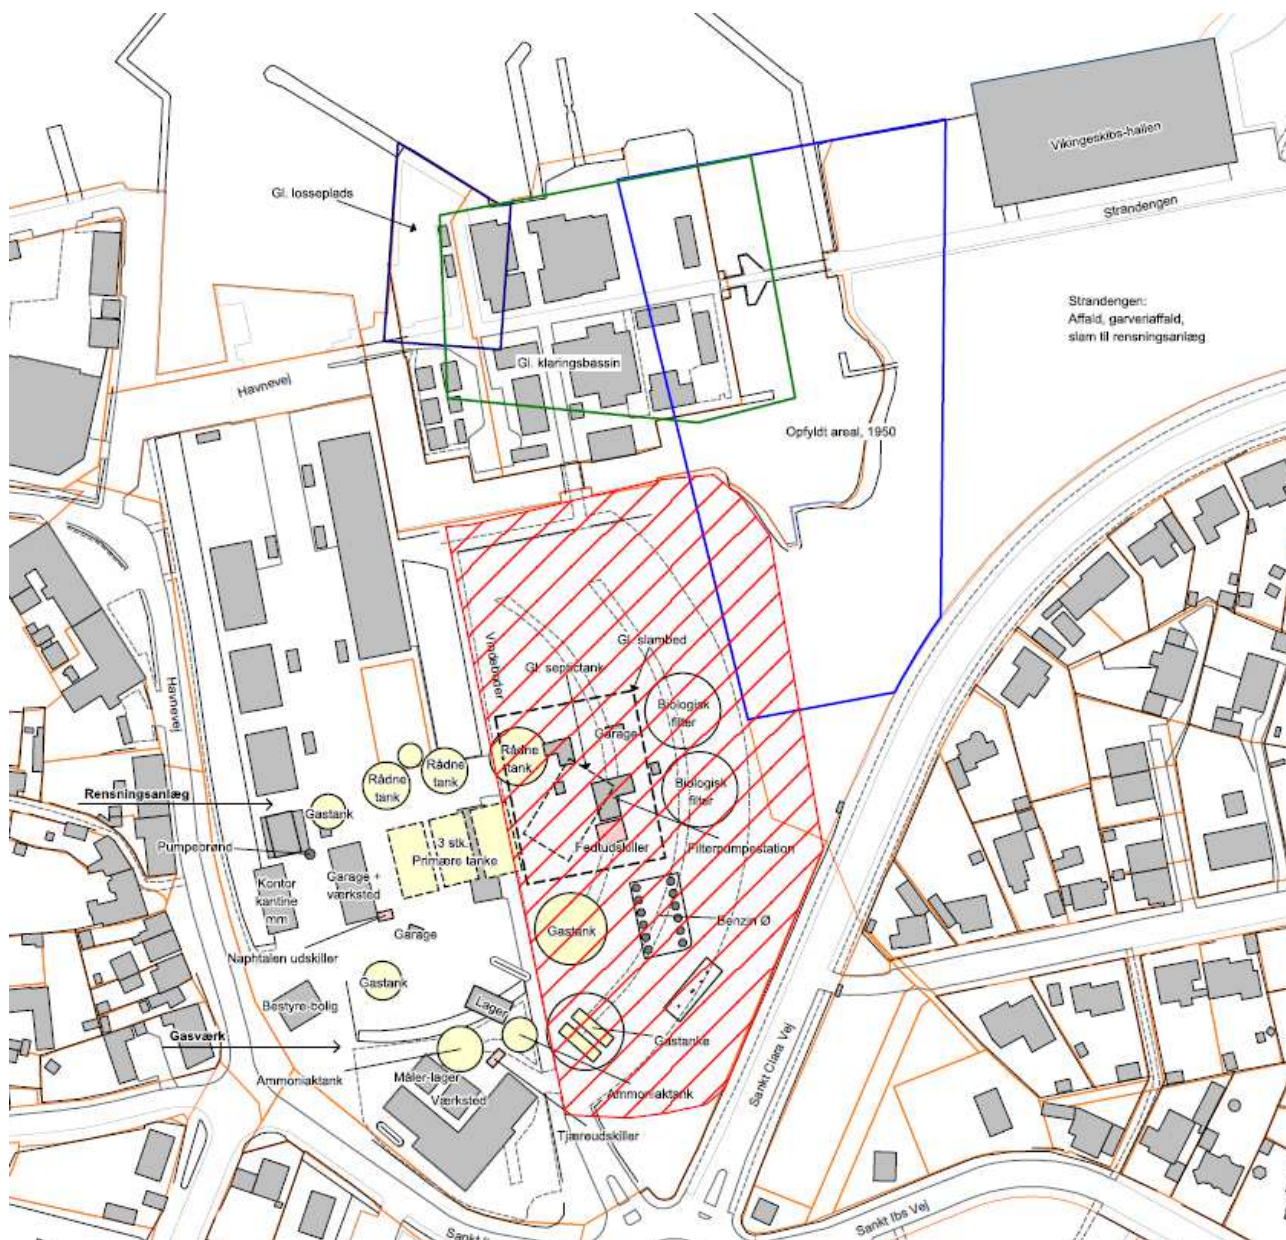 Vikingeskibs-hallen
Gl. losseplads
Strandengen
Strandengen:
Affald, garveriaffald,
slam til rensningsanlæg
Gl. klaringsbassin
Havnevej
Opfyldt areal, 1950
Vindeboder
Gl. slambed
Gl. septictank
Havnevej
Biologisk
filter
Garage
Rådne
tank
Rådne
tank
Rådne
tank
Biologisk
filter
Rensningsanlæg
Gastank
Pumpebrønd
3 stk.
Primære tanke
Fedtudskiller
Filterpumpestation
Kontor
kantine
mm
Garage +
værksted
Garage
Gastank
Benzin Ø
Naphtalen udskiller
Gastank
Bestyre-bolig
Lager
Gasværk
Gastanke
Ammoniaktank
Måler-lager
Værksted
Ammoniaktank
Sankt Clara Vej
Tjæreudskiller
Sankt Ibs Vej
Sankt